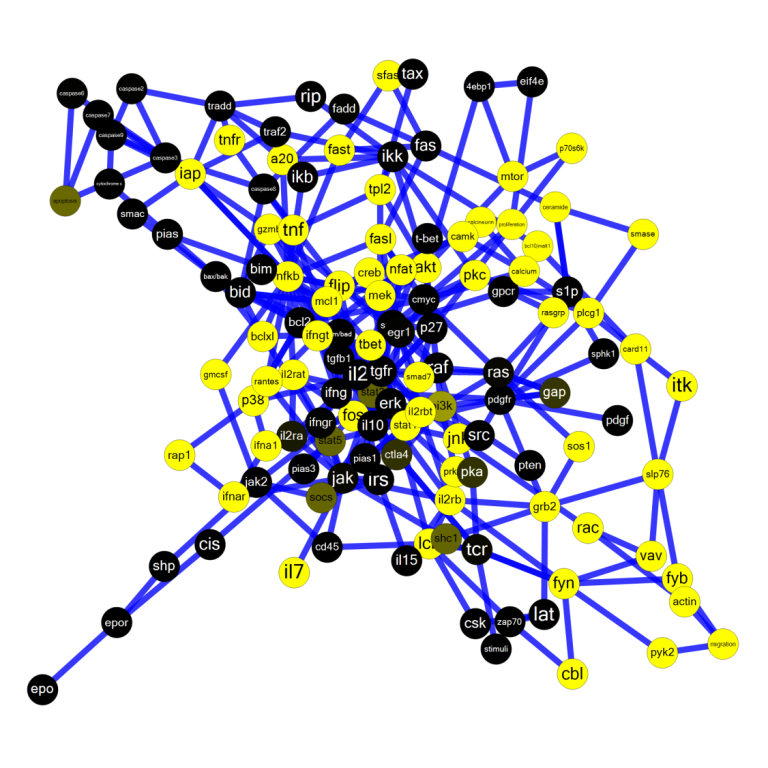 sfas
tax
caspase6
caspase2
4ebp1
eif4e
rip
tradd
fadd
caspase7
caspase9
traf2
tnfr
fast
fas
p70s6k
caspase3
a20
ikk
iap
ikb
mtor
cytochrome c
caspase8
tpl2
apoptosis
ceramide
smac
gzmb
tnf
calcineurin
proliferation
pias
fasl
t-bet
camk
smase
bcl10/malt1
bim
nfkb
creb
nfat
akt
pkc
calcium
bax/bak
bid
flip
mcl1
mek
cmyc
gpcr
s1p
rasgrp
plcg1
bcl2
egr1
p27
bclxl
ifngt
tbet
card11
tgfb1
sphk1
gmcsf
rantes
il2rat
il2
tgfr
smad7
raf
ras
itk
p38
ifng
erk
pi3k
pdgfr
gap
fos
il2rbt
ifngr
il10
stat
pdgf
il2ra
stat5
ifna1
jnk
src
sos1
rap1
pias1
ctla4
pias3
pka
pten
slp76
jak2
jak
irs
prk
ifnar
socs
il2rb
grb2
rac
shc1
cis
cd45
lck
tcr
vav
shp
il15
il7
fyn
fyb
actin
epor
csk
zap70
lat
stimuli
migration
pyk2
cbl
epo